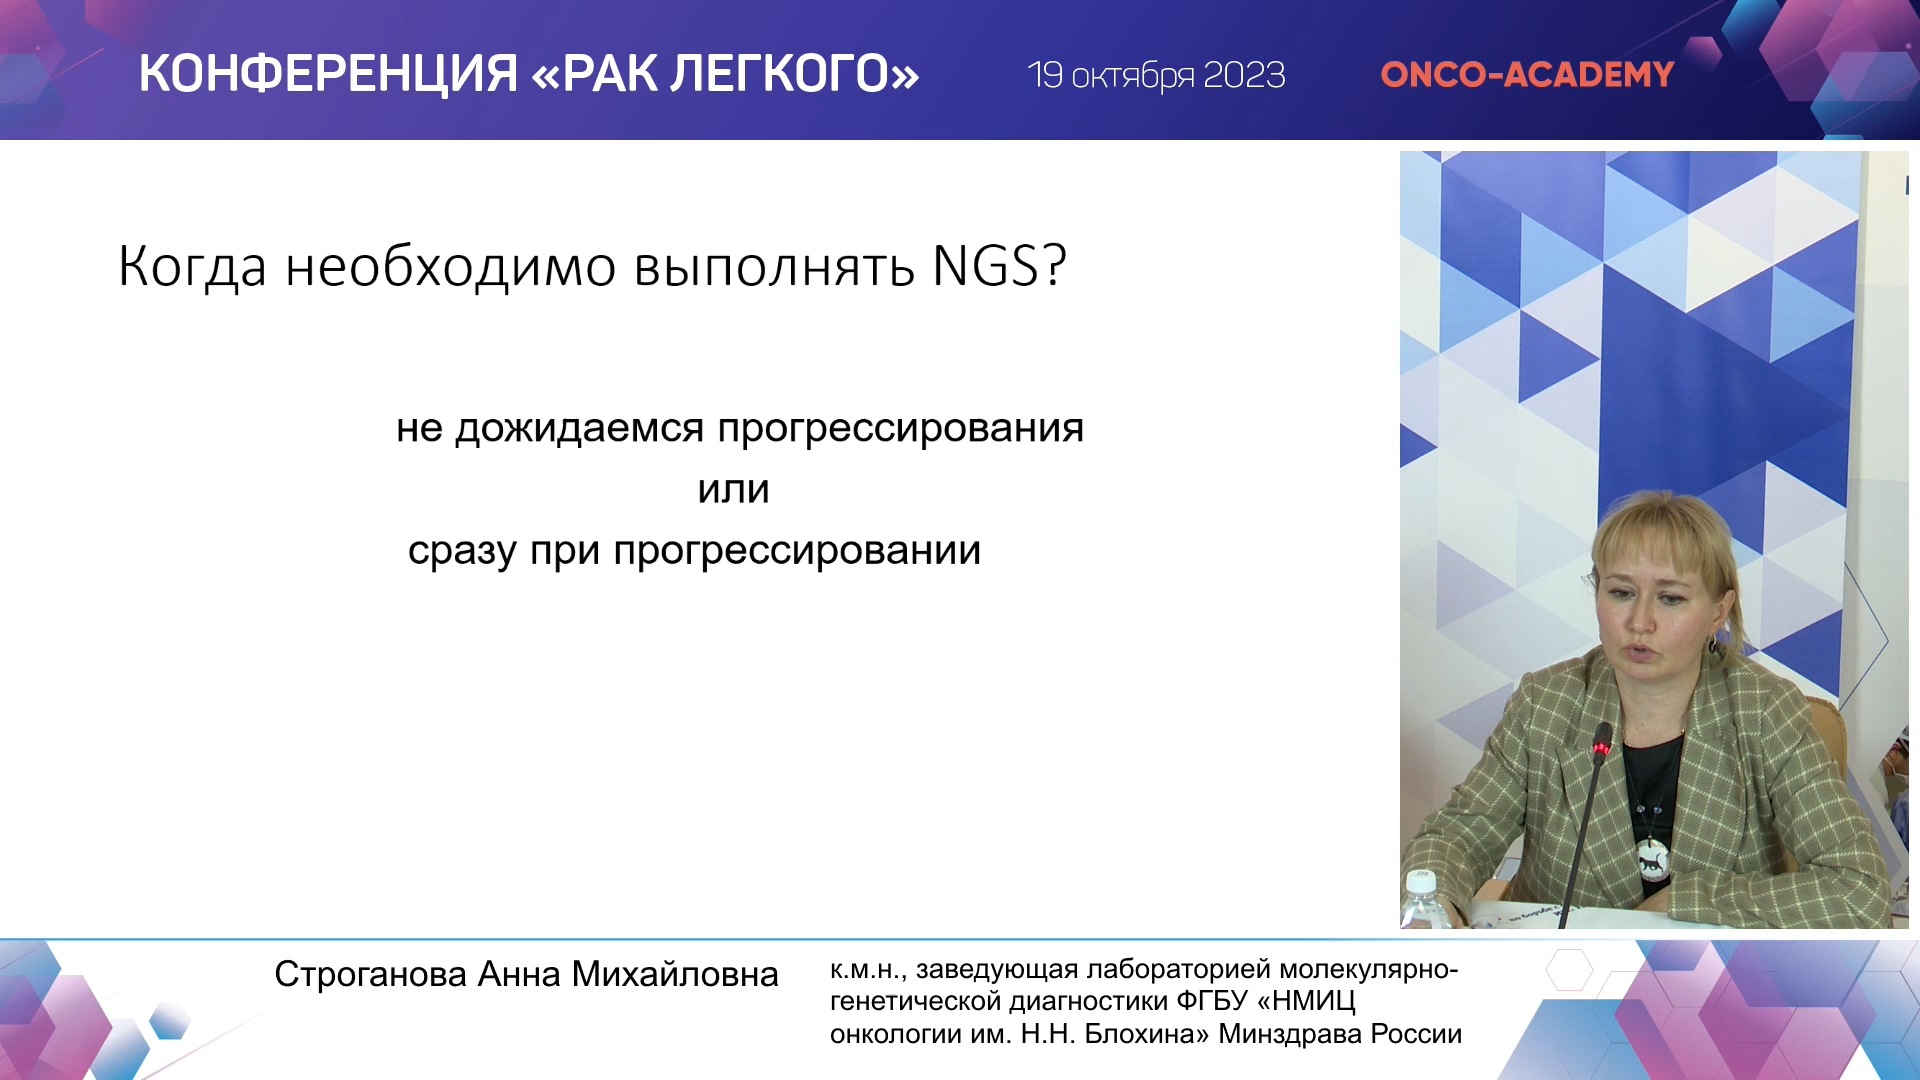 КОНФЕРЕНЦИЯ «РАК ЛЕГКОГО»
19 октября 2023
ONCO-ACADEMY
Когда необходимо выполнять NGS?
не дожидаемся прогрессирования
или
сразу при прогрессировании
Строганова Анна Михайловна
к.м.н., заведующая лабораторией молекулярно-
генетической диагностики ФГБУ «НМИЦ
онкологии им. Н.Н. Блохина» Минздрава России